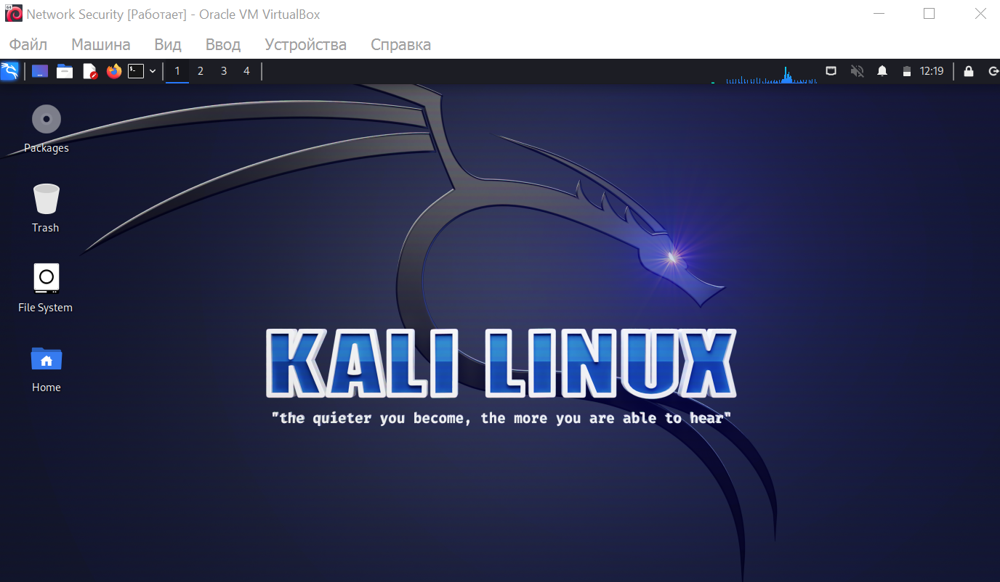 Network Security [Работает] - Oracle VM VirtualBox
Файл Машина Вид Ввод Устройства Справка
1 2 3 4 12:19
Packages
Trash
File System
Home
KALI LINUX
"the quieter you become, the more you are able to hear"